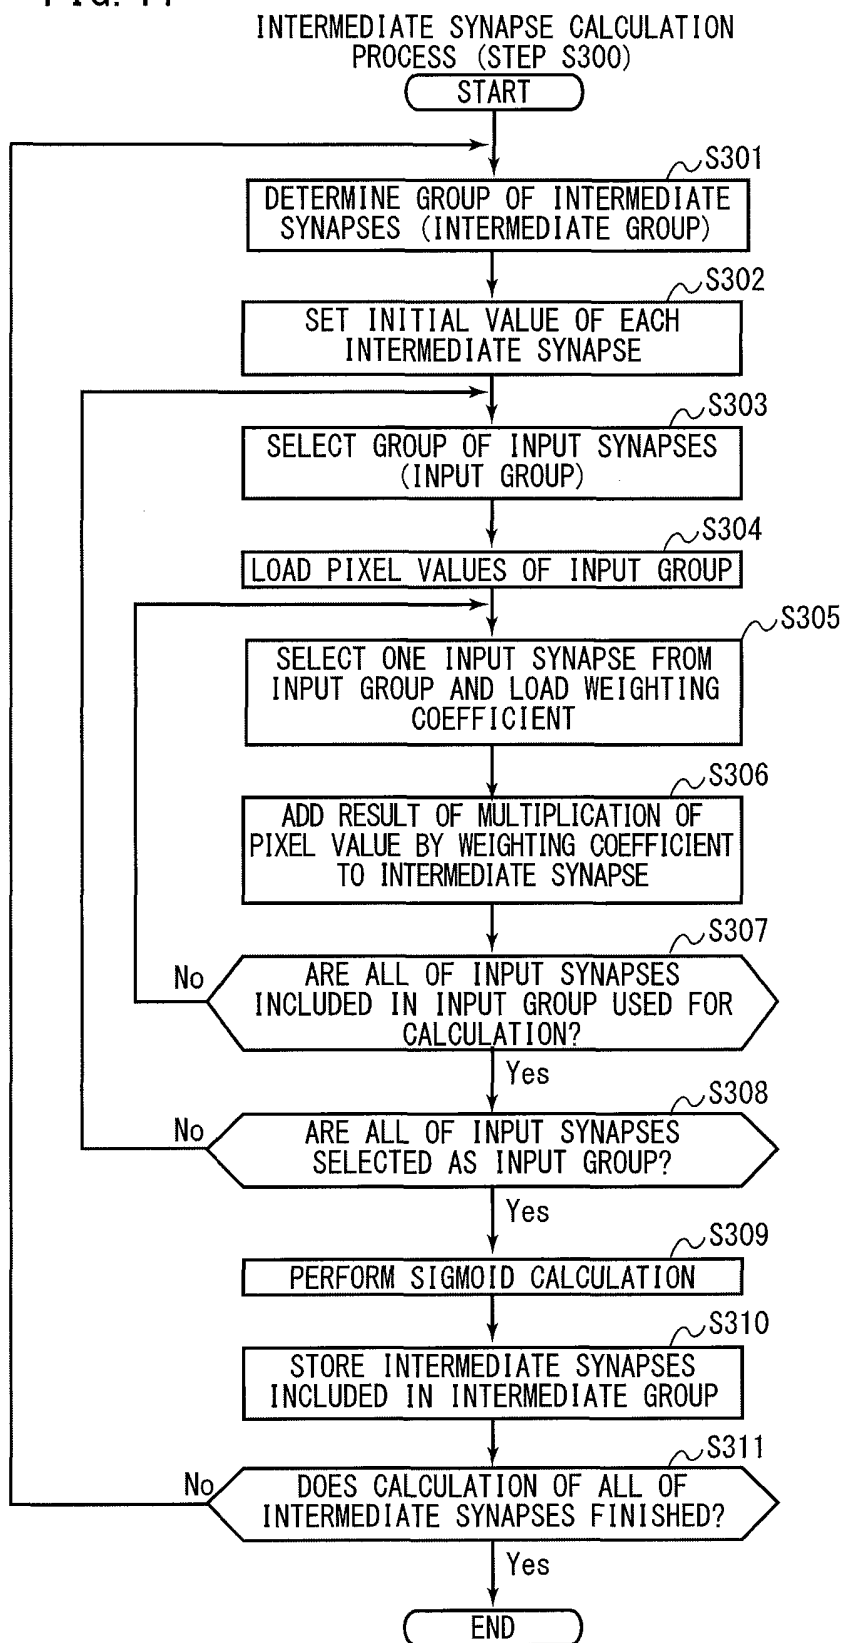 INTERMEDIATE SYNAPSE CALCULATION
PROCESS (STEP S300)
START
S301
DETERMINE GROUP OF INTERMEDIATE
SYNAPSES (INTERMEDIATE GROUP)
S302
SET INITIAL VALUE OF EACH
INTERMEDIATE SYNAPSE
S303
SELECT GROUP OF INPUT SYNAPSES
(INPUT GROUP)
S304
LOAD PIXEL VALUES OF INPUT GROUP
S305
SELECT ONE INPUT SYNAPSE FROM
INPUT GROUP AND LOAD WEIGHTING
COEFFICIENT
S306
ADD RESULT OF MULTIPLICATION OF
PIXEL VALUE BY WEIGHTING COEFFICIENT
TO INTERMEDIATE SYNAPSE
S307
No
ARE ALL OF INPUT SYNAPSES
INCLUDED IN INPUT GROUP USED FOR
CALCULATION?
Yes
S308
No
ARE ALL OF INPUT SYNAPSES
SELECTED AS INPUT GROUP?
Yes
S309
PERFORM SIGMOID CALCULATION
S310
STORE INTERMEDIATE SYNAPSES
INCLUDED IN INTERMEDIATE GROUP
S311
No
DOES CALCULATION OF ALL OF
INTERMEDIATE SYNAPSES FINISHED?
Yes
END